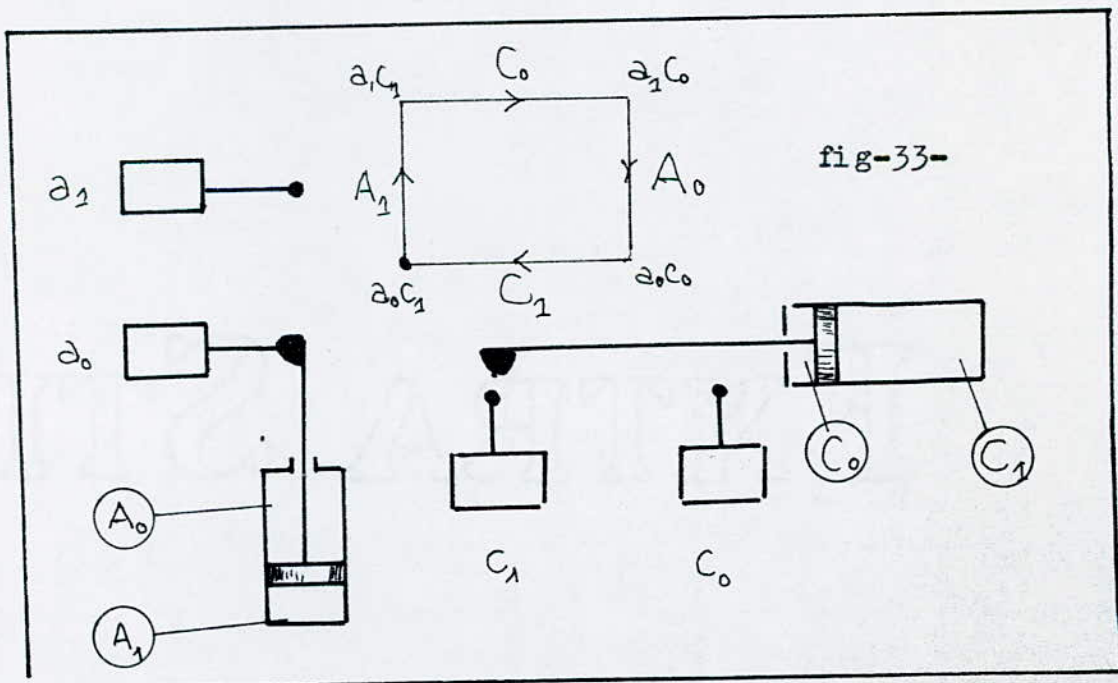 a₁C₁ C₀ a₁C₀
fig-33-
a₁ A₁ A₀
a₀C₁ C₁ a₀C₀
a₀
C₀ C₁
A₀
C₁ C₀
A₁